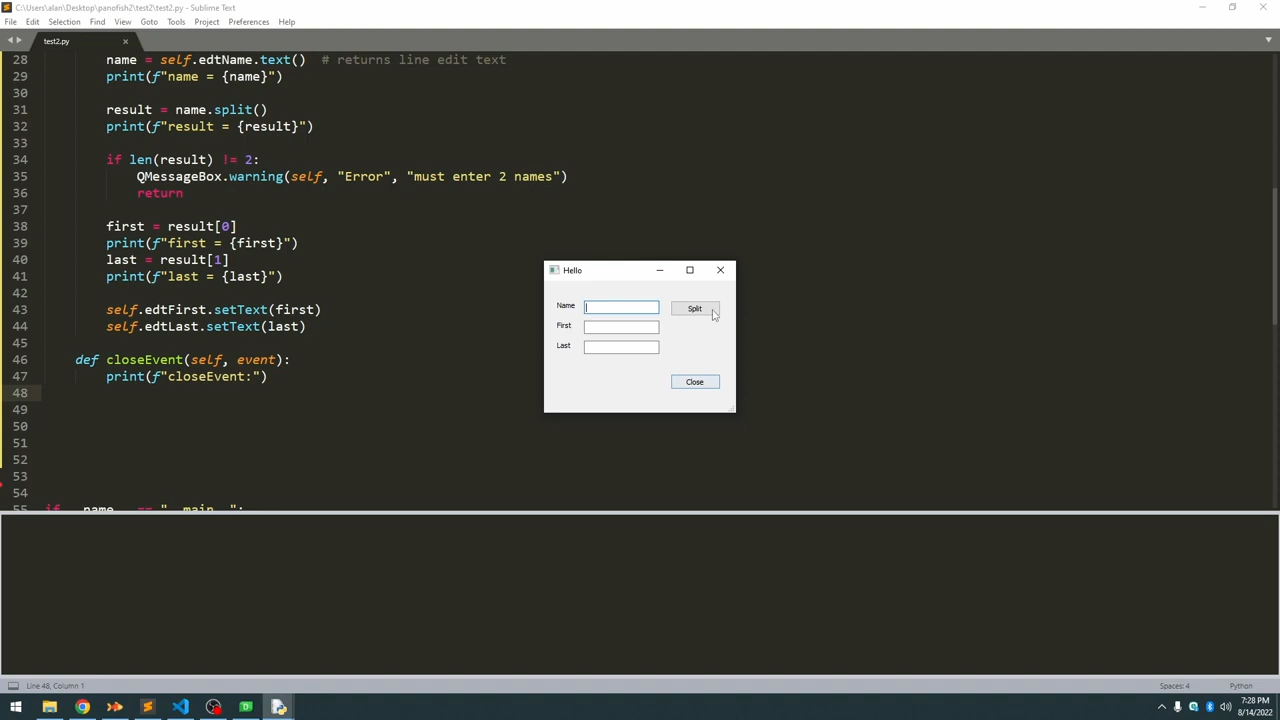 C:\Users\alan\Desktop\panofish2\test2\test2.py - Sublime Text
File Edit Selection Find View Goto Tools Project Preferences Help
test2.py
28 name = self.edtName.text()  # returns line edit text
29 print(f"name = {name}")
30
31 result = name.split()
32 print(f"result = {result}")
33
34 if len(result) != 2:
35 QMessageBox.warning(self, "Error", "must enter 2 names")
36 return
37
38 first = result[0]
39 print(f"first = {first}")
40 last = result[1]
41 print(f"last = {last}")
42
43 self.edtFirst.setText(first)
44 self.edtLast.setText(last)
45
46 def closeEvent(self, event):
47 print(f"closeEvent:")
48
49
50
51
52
53
54
55 if __name__ == "__main__":
Hello
Name Split
First
Last
Close
Line 48, Column 1 Spaces: 4 Python
7:28 PM
8/14/2022